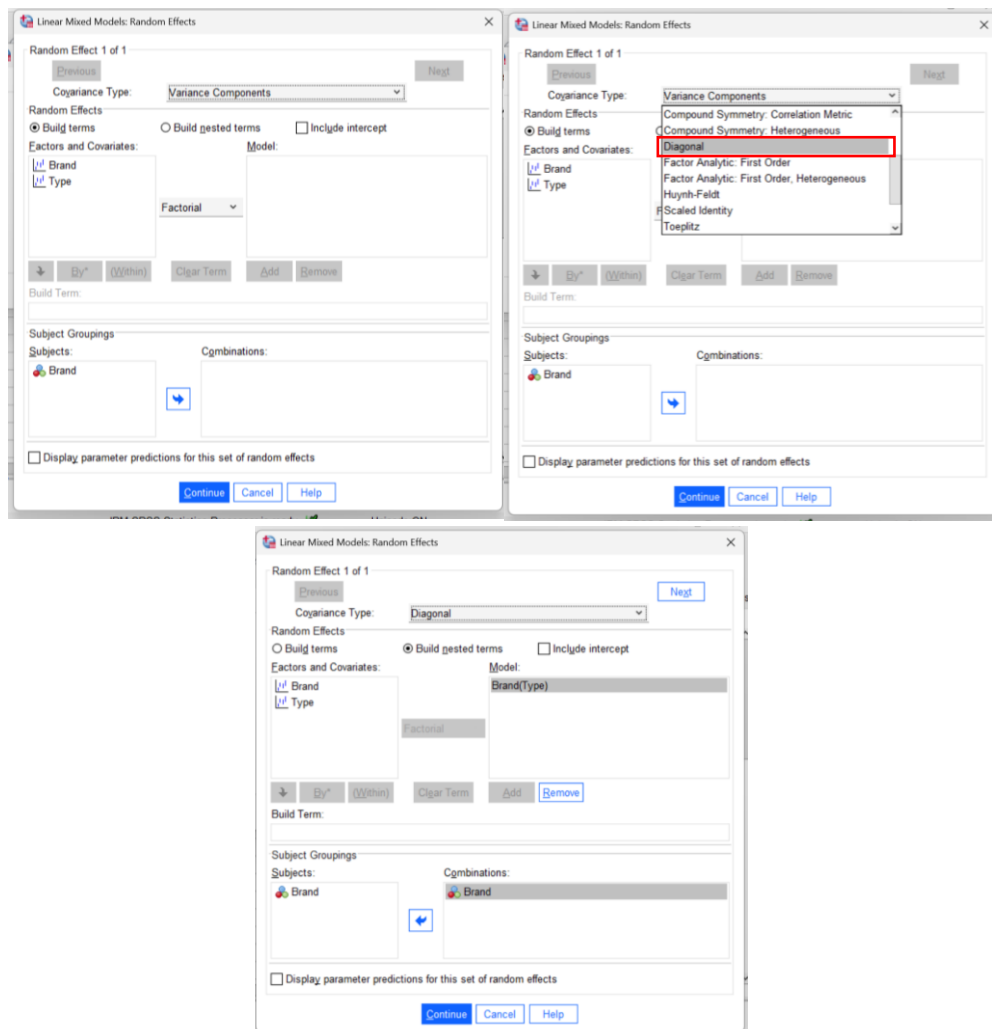 Linear Mixed Models: Random Effects
Random Effect 1 of 1
Previous
Next
Covariance Type:
Variance Components
Random Effects
Build terms
Build nested terms
Include intercept
Factors and Covariates:
Model:
Brand
Type
Factorial
By*
(Within)
Clear Term
Add
Remove
Build Term:
Subject Groupings
Subjects:
Combinations:
Brand
Display parameter predictions for this set of random effects
Continue
Cancel
Help
Linear Mixed Models: Random Effects
Random Effect 1 of 1
Previous
Next
Covariance Type:
Variance Components
Compound Symmetry: Correlation Metric
Random Effects
Build terms
Compound Symmetry: Heterogeneous
Diagonal
Factors and Covariates:
Factor Analytic: First Order
Brand
Factor Analytic: First Order, Heterogeneous
Type
Huynh-Feldt
Scaled Identity
Toeplitz
By*
(Within)
Clear Term
Add
Remove
Build Term:
Subject Groupings
Subjects:
Combinations:
Brand
Display parameter predictions for this set of random effects
Continue
Cancel
Help
Linear Mixed Models: Random Effects
Random Effect 1 of 1
Previous
Next
Covariance Type:
Diagonal
Random Effects
Build terms
Build nested terms
Include intercept
Factors and Covariates:
Model:
Brand
Brand(Type)
Type
Factorial
By*
(Within)
Clear Term
Add
Remove
Build Term:
Subject Groupings
Subjects:
Combinations:
Brand
Brand
Display parameter predictions for this set of random effects
Continue
Cancel
Help